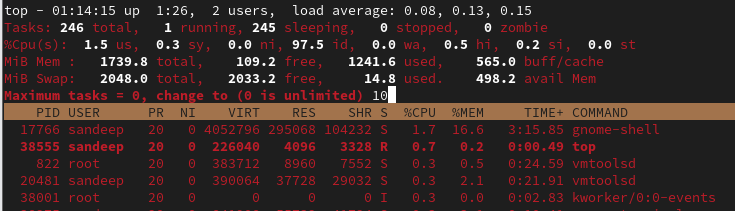 top - 01:14:15 up  1:26,  2 users,  load average: 0.08, 0.13, 0.15
Tasks: 246 total,   1 running, 245 sleeping,   0 stopped,   0 zombie
%Cpu(s):  1.5 us,  0.3 sy,  0.0 ni, 97.5 id,  0.0 wa,  0.5 hi,  0.2 si,  0.0 st
MiB Mem :   1739.8 total,    109.2 free,   1241.6 used,    565.0 buff/cache
MiB Swap:   2048.0 total,   2033.2 free,     14.8 used.    498.2 avail Mem
Maximum tasks = 0, change to (0 is unlimited) 10
PID USER      PR  NI    VIRT    RES    SHR S  %CPU  %MEM     TIME+ COMMAND
17766 sandeep   20   0 4052796 295068 104232 S   1.7  16.6   3:15.85 gnome-shell
38555 sandeep   20   0  226040   4096   3328 R   0.7   0.2   0:00.49 top
822 root      20   0  383712   8960   7552 S   0.3   0.5   0:24.59 vmtoolsd
20481 sandeep   20   0  390064  37728  29032 S   0.3   2.1   0:21.91 vmtoolsd
38001 root      20   0       0      0      0 I   0.3   0.0   0:02.83 kworker/0:0-events